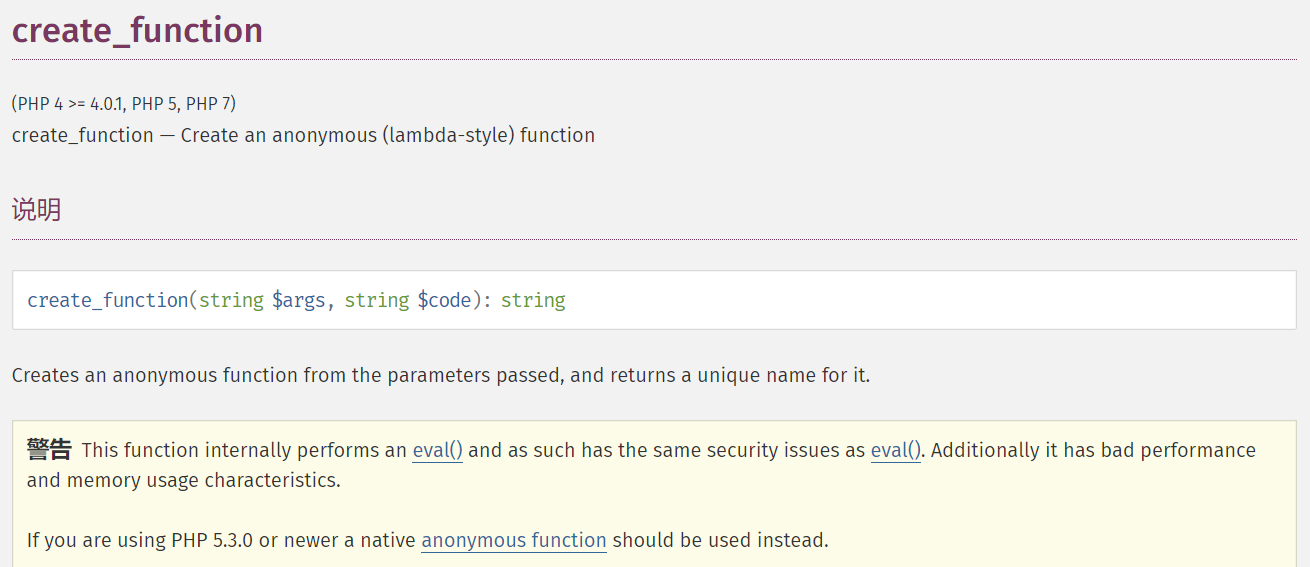 create_function
(PHP 4 >= 4.0.1, PHP 5, PHP 7)
create_function — Create an anonymous (lambda-style) function
说明
create_function(string $args, string $code): string
Creates an anonymous function from the parameters passed, and returns a unique name for it.
警告 This function internally performs an eval() and as such has the same security issues as eval(). Additionally it has bad performance
and memory usage characteristics.
If you are using PHP 5.3.0 or newer a native anonymous function should be used instead.